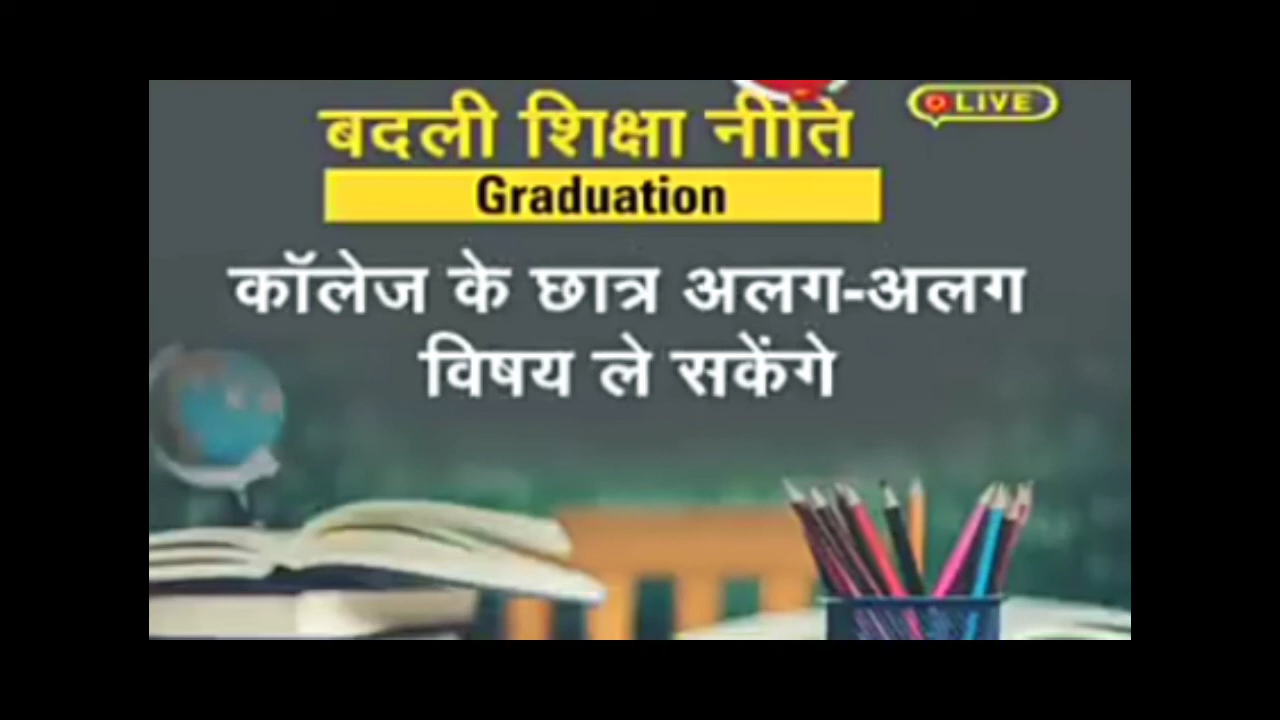 बदली शिक्षा नीति
LIVE
Graduation
कॉलेज के छात्र अलग-अलग
विषय ले सकेंगे